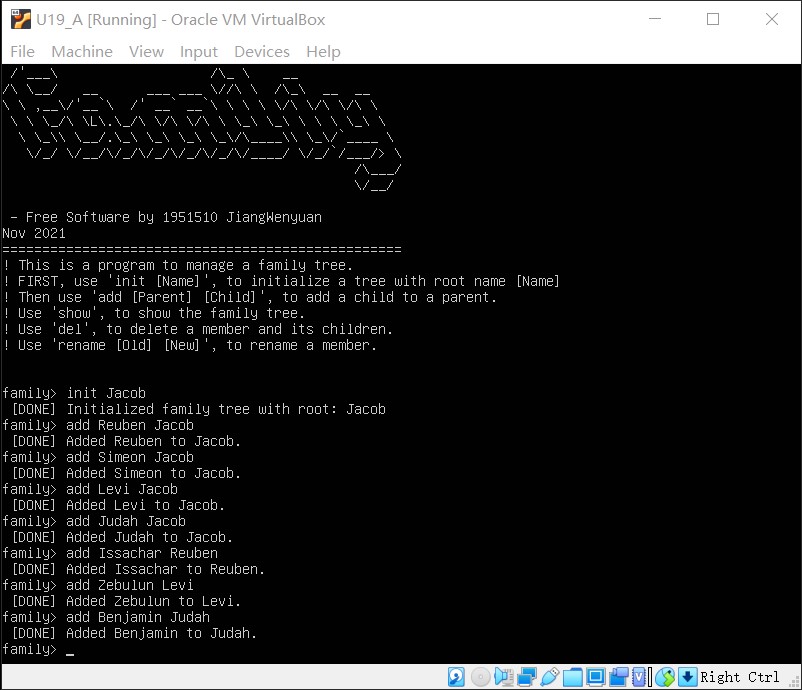 U19_A [Running] - Oracle VM VirtualBox
File Machine View Input Devices Help
Family
- Free Software by 1951510 JiangWenyuan
Nov 2021
==================================================
! This is a program to manage a family tree.
! FIRST, use 'init [Name]', to initialize a tree with root name [Name]
! Then use 'add [Parent] [Child]', to add a child to a parent.
! Use 'show', to show the family tree.
! Use 'del', to delete a member and its children.
! Use 'rename [Old] [New]', to rename a member.
family> init Jacob
[DONE] Initialized family tree with root: Jacob
family> add Reuben Jacob
[DONE] Added Reuben to Jacob.
family> add Simeon Jacob
[DONE] Added Simeon to Jacob.
family> add Levi Jacob
[DONE] Added Levi to Jacob.
family> add Judah Jacob
[DONE] Added Judah to Jacob.
family> add Issachar Reuben
[DONE] Added Issachar to Reuben.
family> add Zebulun Levi
[DONE] Added Zebulun to Levi.
family> add Benjamin Judah
[DONE] Added Benjamin to Judah.
family> _
Right Ctrl